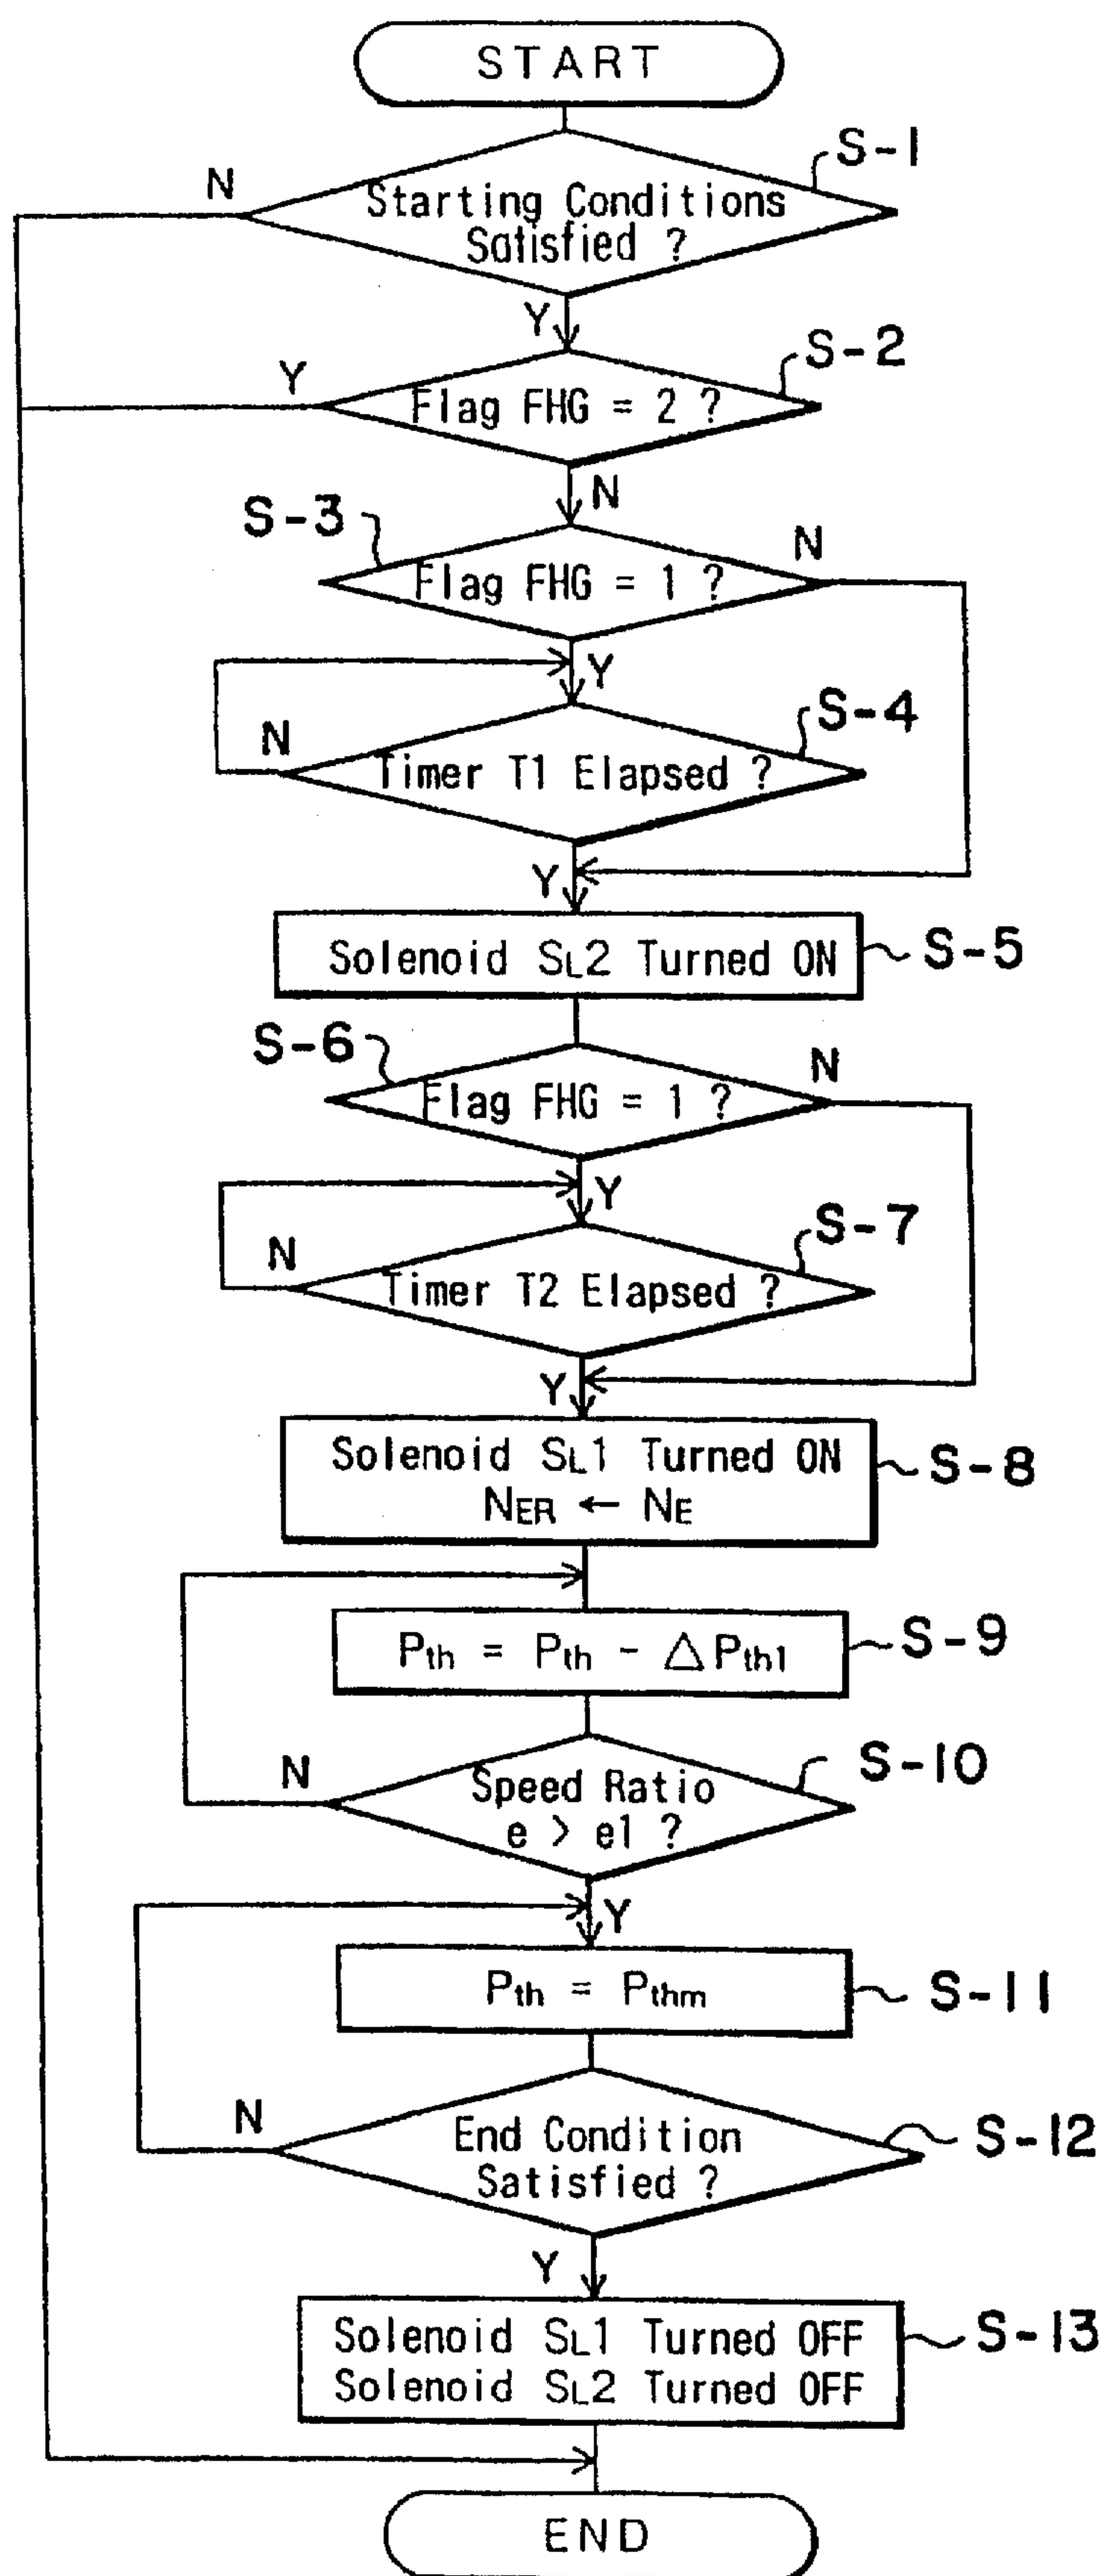 START
S-1
N
Starting Conditions
Satisfied ?
Y
S-2
Y
Flag FHG = 2 ?
N
S-3
N
Flag FHG = 1 ?
Y
S-4
N
Timer T1 Elapsed ?
Y
Solenoid SL2 Turned ON
S-5
S-6
N
Flag FHG = 1 ?
Y
S-7
N
Timer T2 Elapsed ?
Y
Solenoid SL1 Turned ON
NER ← NE
S-8
Pth = Pth - △Pth1
S-9
N
Speed Ratio
e > e1 ?
S-10
Y
Pth = Pthm
S-11
N
End Condition
Satisfied ?
S-12
Y
Solenoid SL1 Turned OFF
Solenoid SL2 Turned OFF
S-13
END